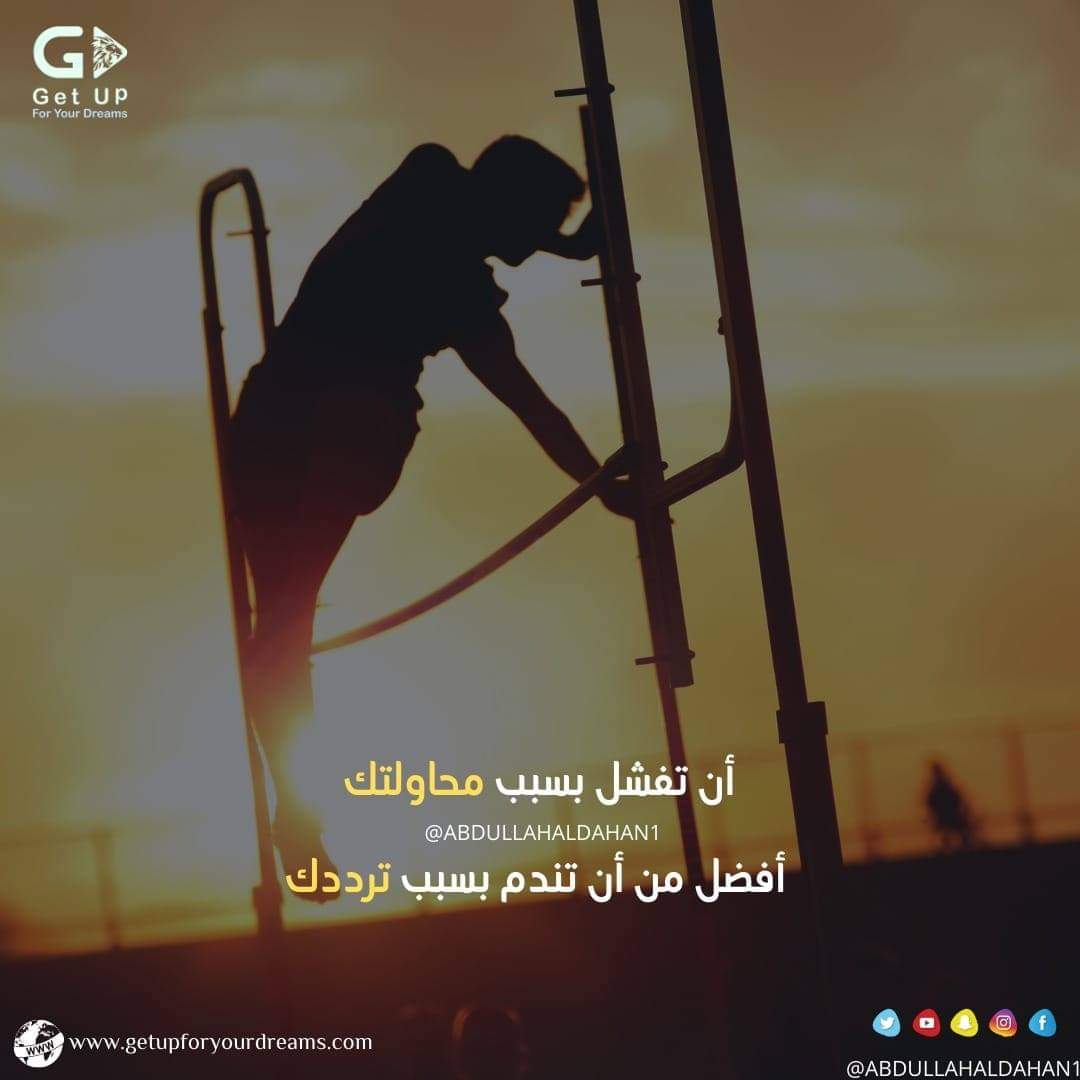 Get Up
For Your Dreams
أن تفشل بسبب محاولتك
@ABDULLAHALDAHAN1
أفضل من أن تندم بسبب ترددك
www
www.getupforyourdreams.com
@ABDULLAHALDAHAN1